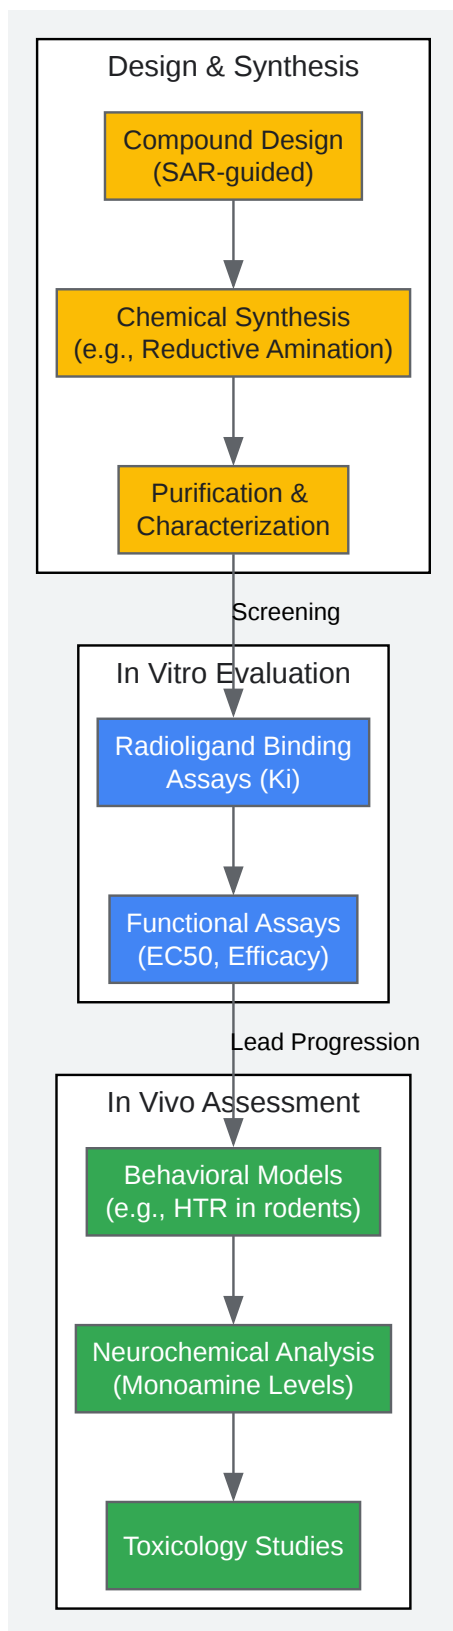 Design & Synthesis
Compound Design
(SAR-guided)
Chemical Synthesis
(e.g., Reductive Amination)
Purification &
Characterization
Screening
In Vitro Evaluation
Radioligand Binding
Assays (Ki)
Functional Assays
(EC50, Efficacy)
Lead Progression
In Vivo Assessment
Behavioral Models
(e.g., HTR in rodents)
Neurochemical Analysis
(Monoamine Levels)
Toxicology Studies